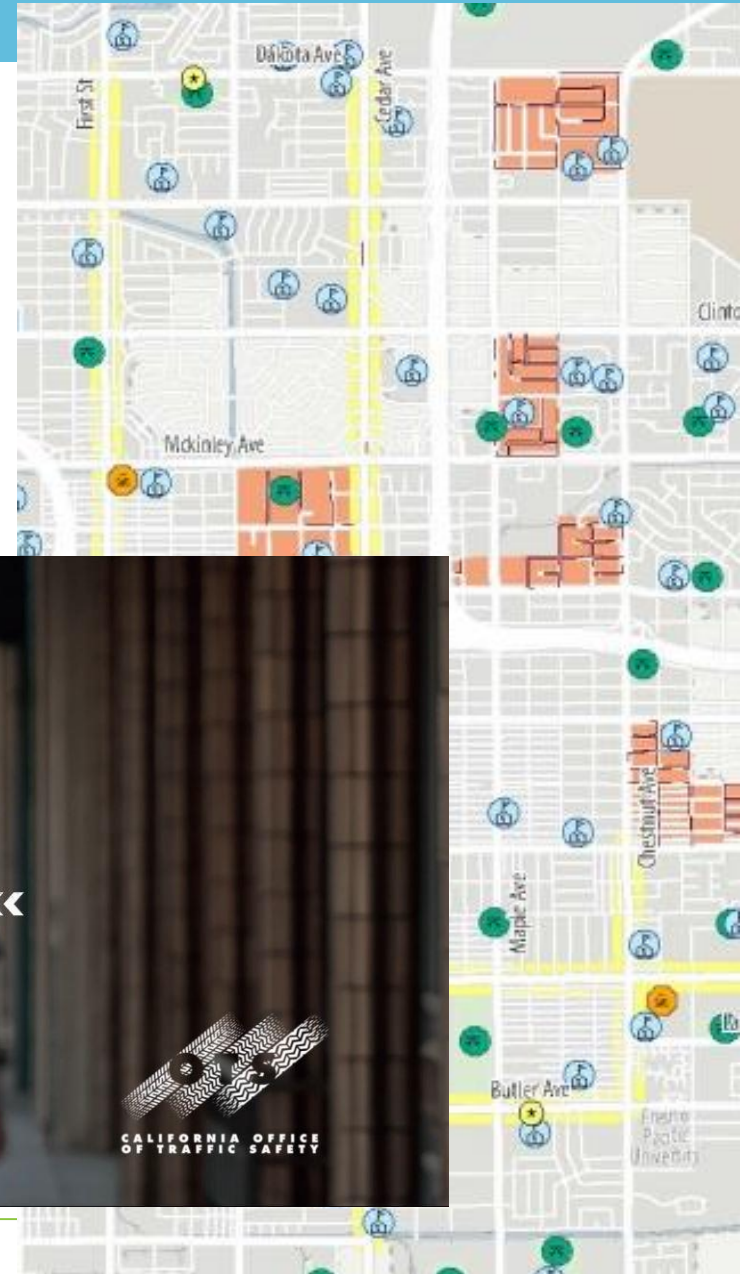 Dakota Ave
First St
Cedar Ave
Mckinley Ave
Chestnut Ave
Maple Ave
OTS
CALIFORNIA OFFICE
OF TRAFFIC SAFETY
Butler Ave
Fresno
Pacific
University